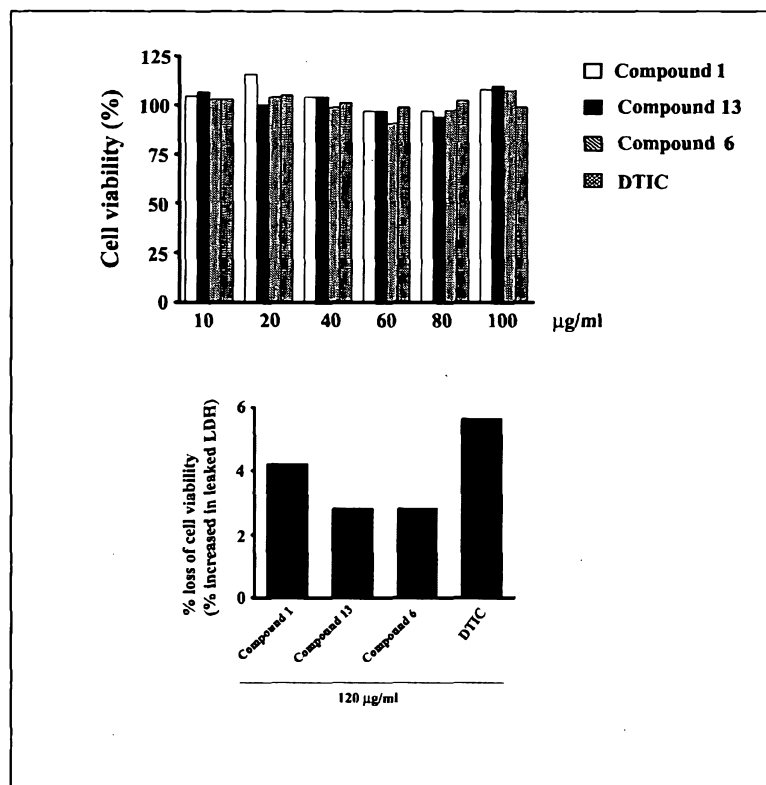 125
100
75
50
25
0
Cell viability (%)
10 20 40 60 80 100 µg/ml
Compound 1
Compound 13
Compound 6
DTIC
6
4
2
0
% loss of cell viability
(% increased in leaked LDH)
Compound 1
Compound 13
Compound 6
DTIC
120 µg/ml